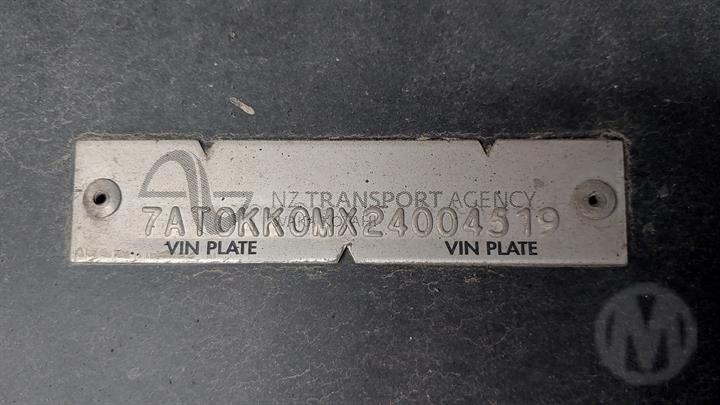 NZ TRANSPORT AGENCY
7AT0KK0MX24004519
VIN PLATE VIN PLATE
M